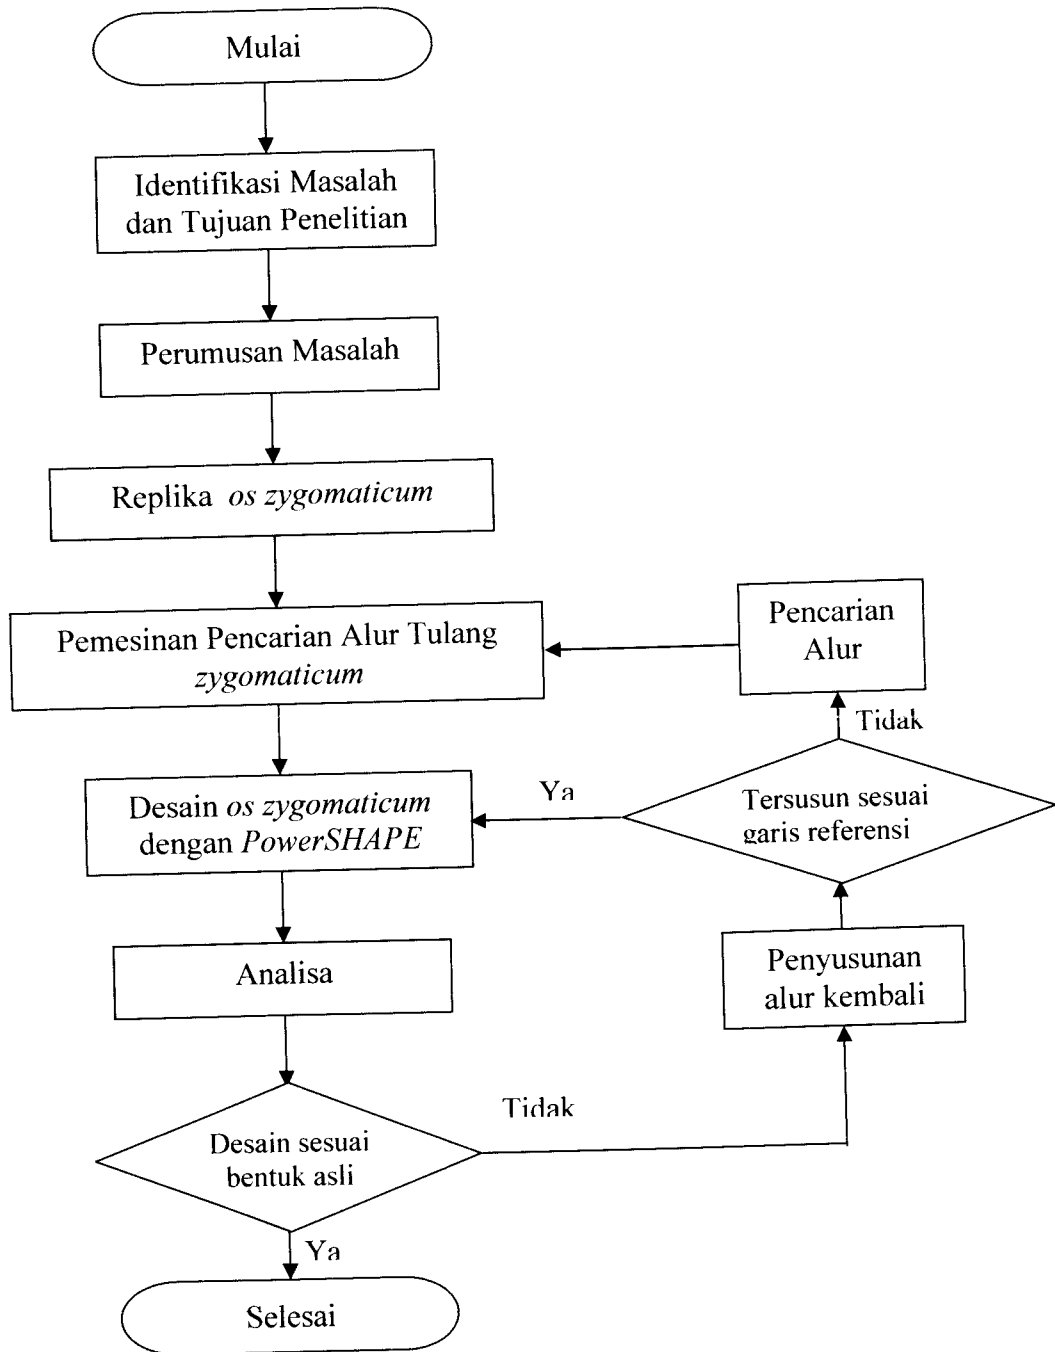 Mulai
Identifikasi Masalah
dan Tujuan Penelitian
Perumusan Masalah
Replika os zygomaticum
Pemesinan Pencarian Alur Tulang
zygomaticum
Pencarian
Alur
Tidak
Desain os zygomaticum
dengan PowerSHAPE
Ya
Tersusun sesuai
garis referensi
Analisa
Penyusunan
alur kembali
Tidak
Desain sesuai
bentuk asli
Ya
Selesai